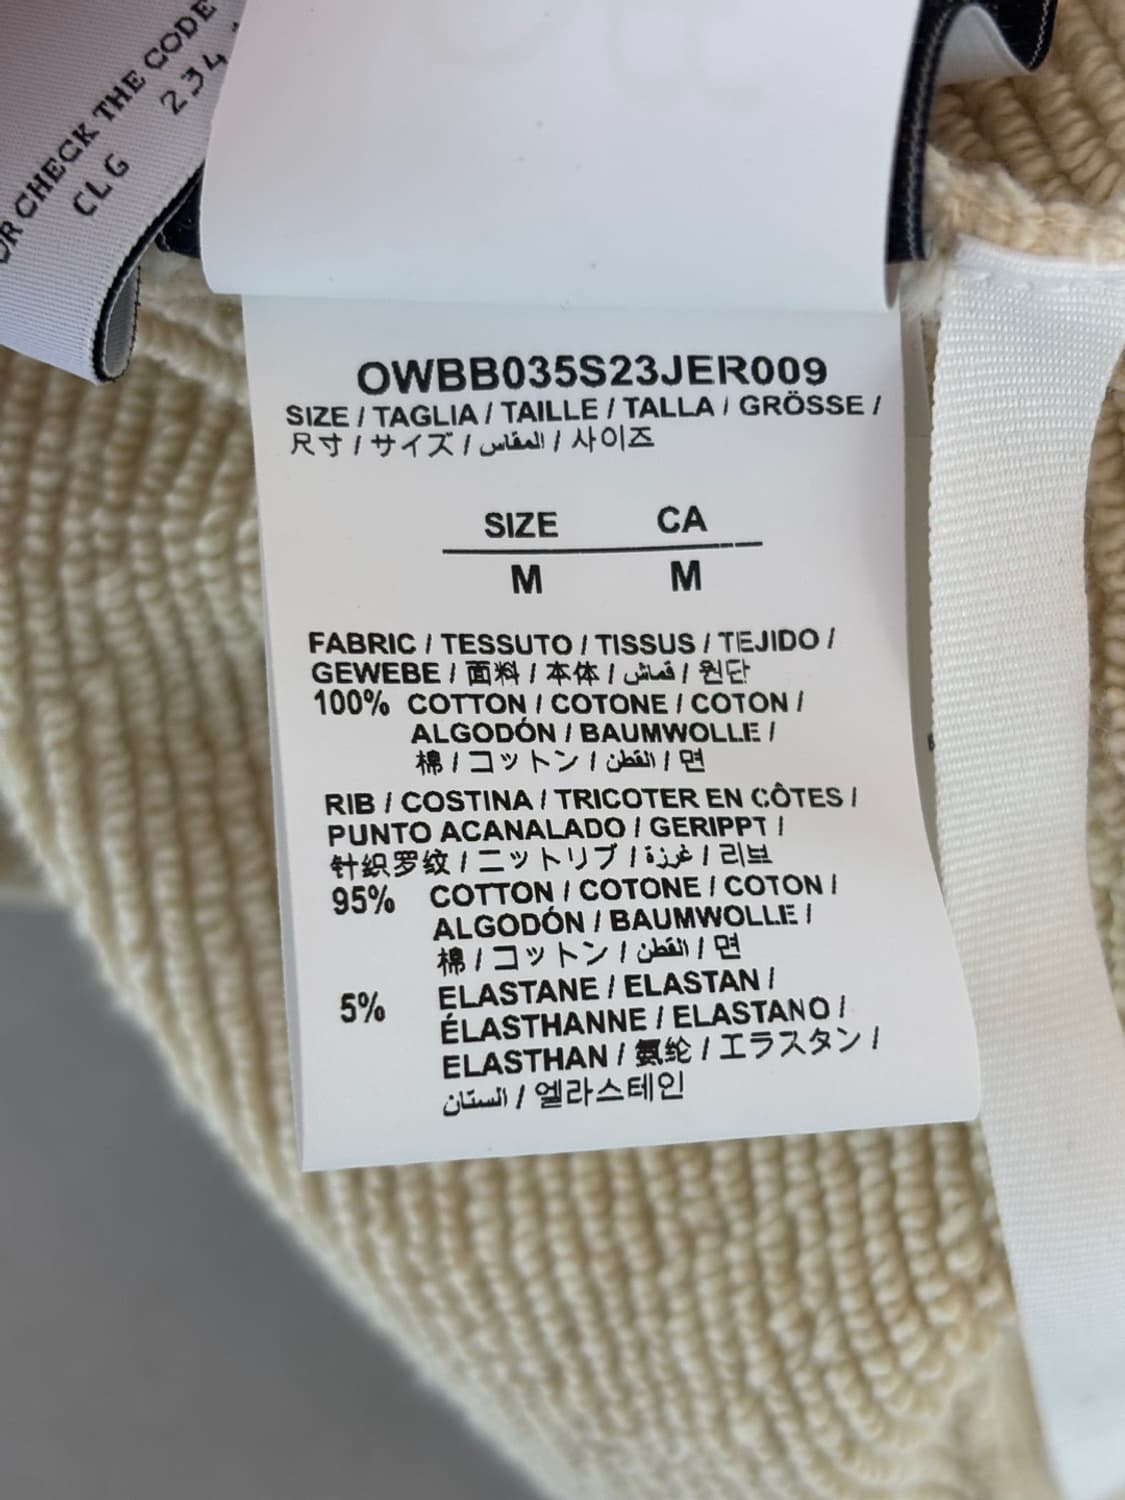 OR CHECK THE CODE
CLG 234
OWBB035S23JER009
SIZE / TAGLIA / TAILLE / TALLA / GRÖSSE /
尺寸 / サイズ / المقاس / 사이즈
SIZE CA
M M
FABRIC / TESSUTO / TISSUS / TEJIDO /
GEWEBE / 面料 / 本体 / قماش / 원단
100% COTTON / COTONE / COTON /
ALGODÓN / BAUMWOLLE /
棉 / コットン / القطن / 면
RIB / COSTINA / TRICOTER EN CÔTES /
PUNTO ACANALADO / GERIPPT /
针织罗纹 / ニットリブ / غرزة / 리브
95% COTTON / COTONE / COTON /
ALGODÓN / BAUMWOLLE /
棉 / コットン / القطن / 면
5% ELASTANE / ELASTAN /
ÉLASTHANNE / ELASTANO /
ELASTHAN / 氨纶 / エラスタン /
الستان / 엘라스테인